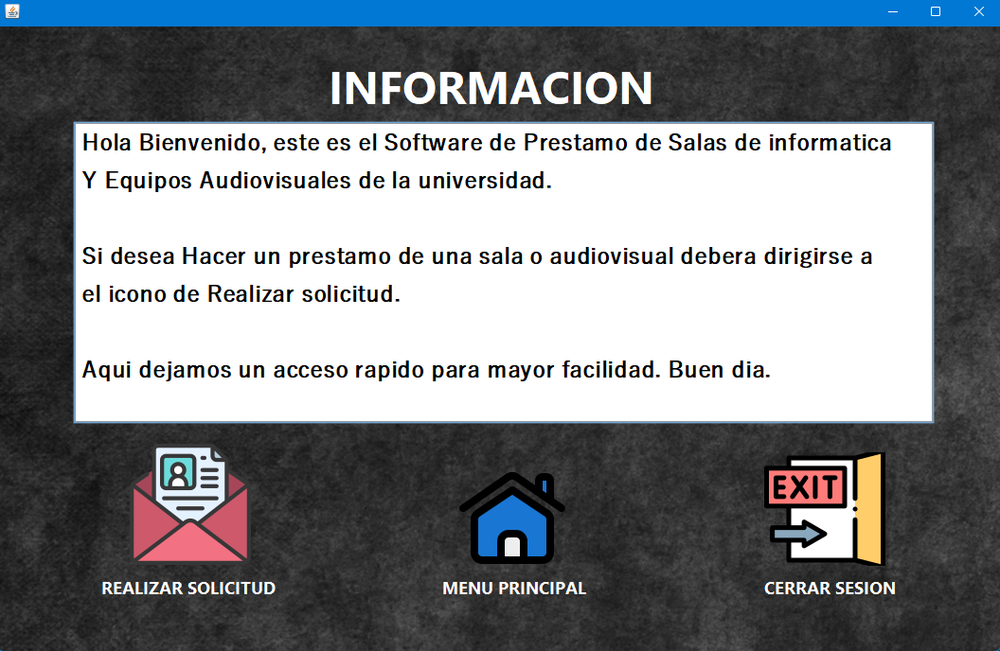 INFORMACION
Hola Bienvenido, este es el Software de Prestamo de Salas de informatica
Y Equipos Audiovisuales de la universidad.
Si desea Hacer un prestamo de una sala o audiovisual debera dirigirse a
el icono de Realizar solicitud.
Aqui dejamos un acceso rapido para mayor facilidad. Buen dia.
EXIT
REALIZAR SOLICITUD
MENU PRINCIPAL
CERRAR SESION